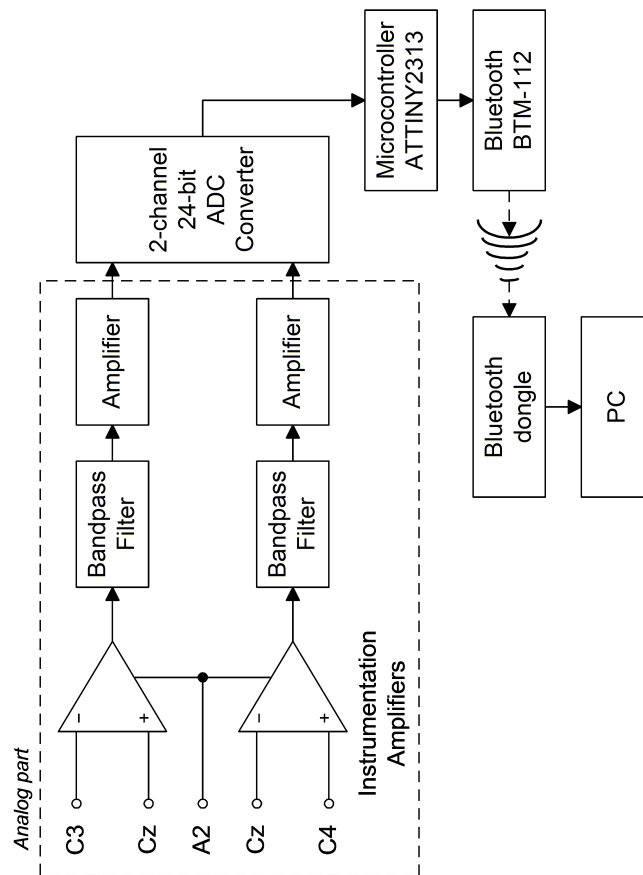 Analog part
C3
Cz
A2
Cz
C4
-
+
-
+
Instrumentation
Amplifiers
Bandpass
Filter
Bandpass
Filter
Amplifier
Amplifier
2-channel
24-bit
ADC
Converter
Microcontroller
ATTINY2313
Bluetooth
BTM-112
Bluetooth
dongle
PC